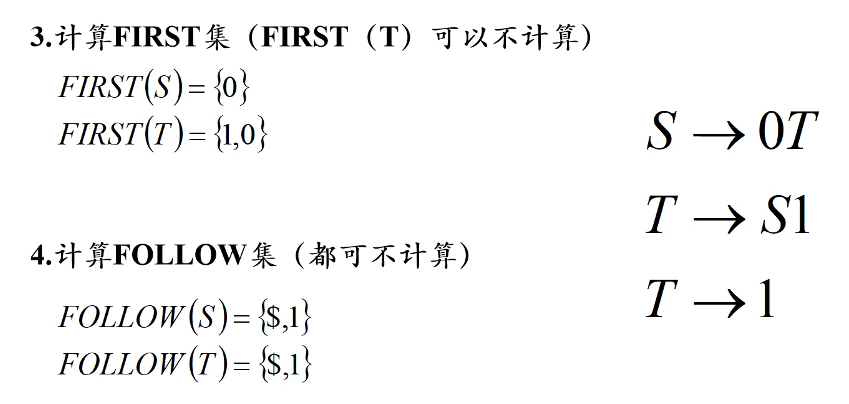 3.计算FIRST集（FIRST（T）可以不计算）
FIRST(S)={0}
FIRST(T)={1,0}
S→0T
T→S1
T→1
4.计算FOLLOW集（都可不计算）
FOLLOW(S)={$,1}
FOLLOW(T)={$,1}